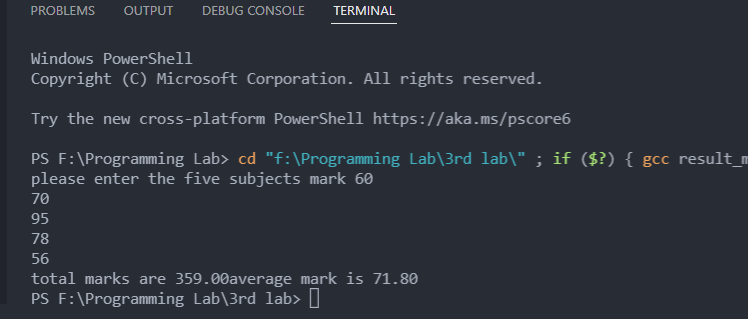 PROBLEMS OUTPUT DEBUG CONSOLE TERMINAL
Windows PowerShell
Copyright (C) Microsoft Corporation. All rights reserved.
Try the new cross-platform PowerShell https://aka.ms/pscore6
PS F:\Programming Lab> cd "f:\Programming Lab\3rd lab\" ; if ($?) { gcc result_m
please enter the five subjects mark 60
70
95
78
56
total marks are 359.00average mark is 71.80
PS F:\Programming Lab\3rd lab>